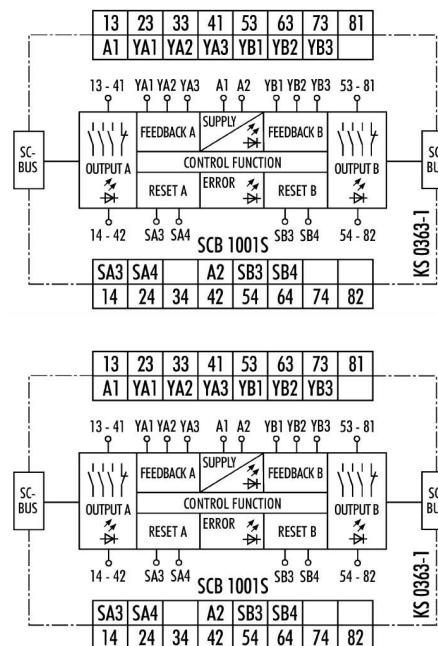 13 23 33 41 53 63 73 81
A1 YA1 YA2 YA3 YB1 YB2 YB3
13 - 41 YA1 YA2 YA3 A1 A2 YB1 YB2 YB3 53 - 81
FEEDBACK A SUPPLY FEEDBACK B
SC-
BUS
OUTPUT A
CONTROL FUNCTION
RESET A ERROR RESET B
OUTPUT B
14 - 42 SA3 SA4 SB3 SB4 54 - 82
SCB 1001S
KS 0363-1
SA3 SA4 A2 SB3 SB4
14 24 34 42 54 64 74 82
13 23 33 41 53 63 73 81
A1 YA1 YA2 YA3 YB1 YB2 YB3
13 - 41 YA1 YA2 YA3 A1 A2 YB1 YB2 YB3 53 - 81
FEEDBACK A SUPPLY FEEDBACK B
SC-
BUS
OUTPUT A
CONTROL FUNCTION
RESET A ERROR RESET B
OUTPUT B
14 - 42 SA3 SA4 SB3 SB4 54 - 82
SCB 1001S
KS 0363-1
SA3 SA4 A2 SB3 SB4
14 24 34 42 54 64 74 82